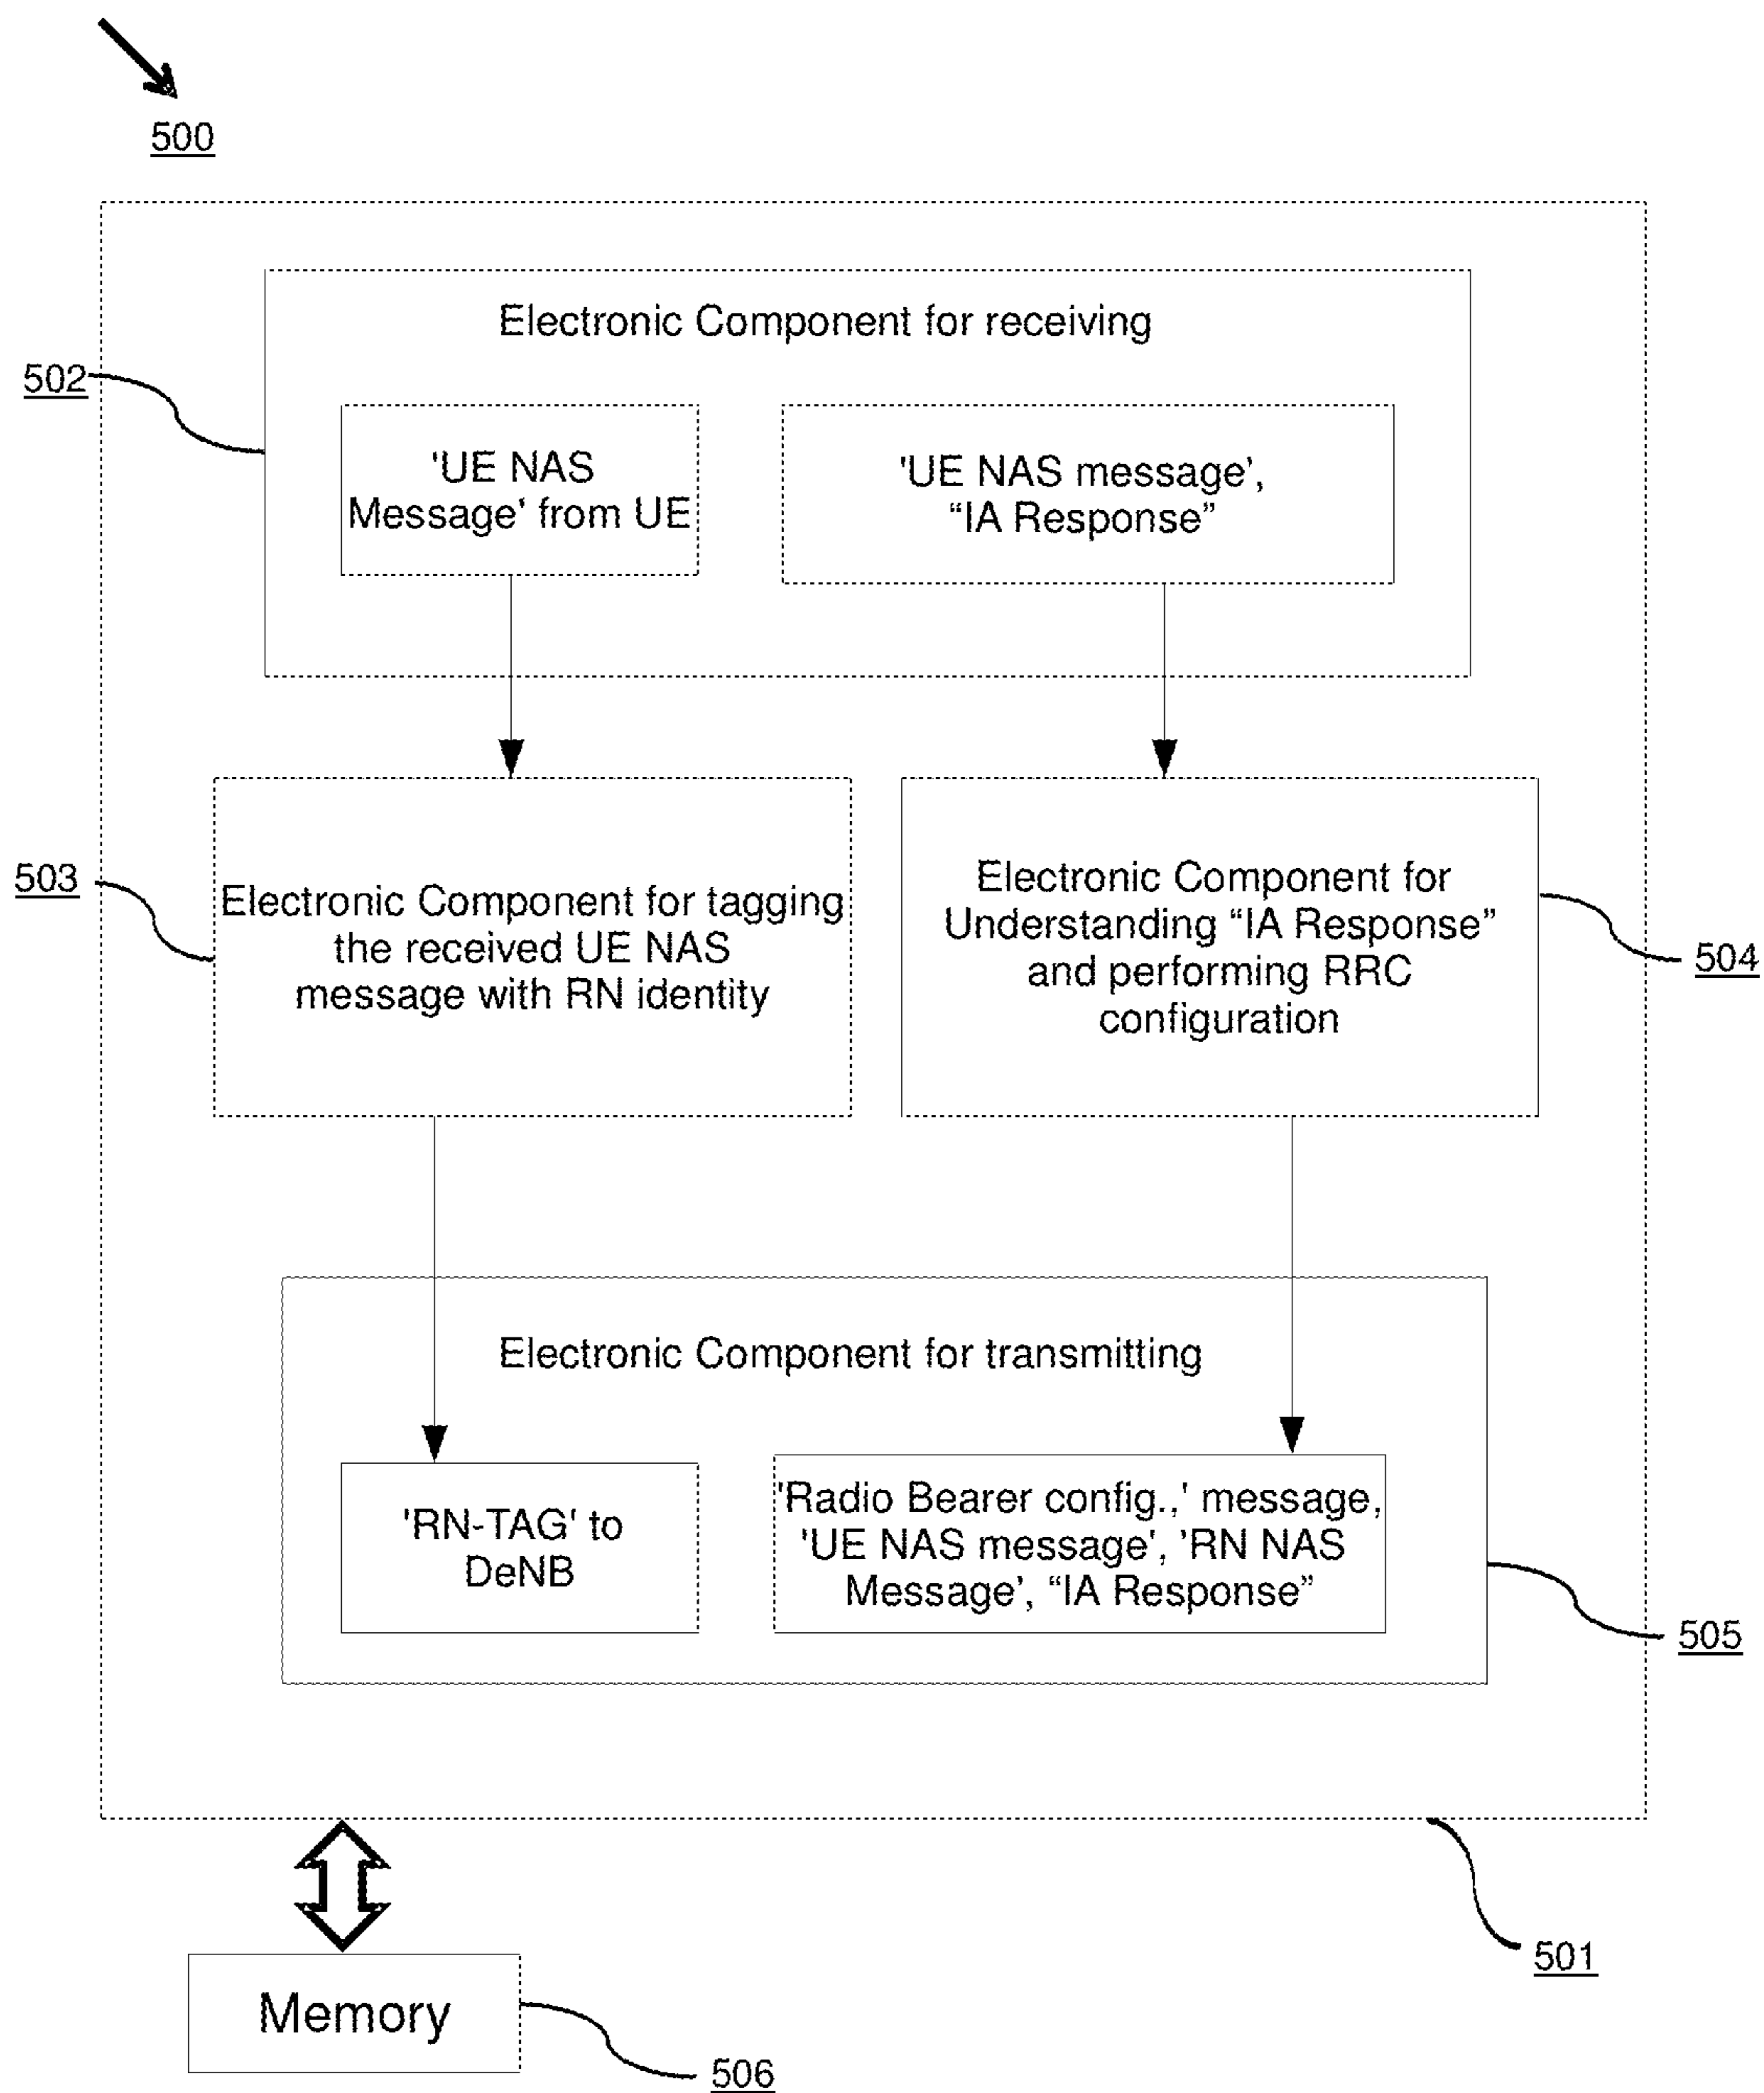 500
Electronic Component for receiving
502
'UE NAS
Message' from UE
'UE NAS message',
“IA Response”
503
Electronic Component for tagging
the received UE NAS
message with RN identity
Electronic Component for
Understanding “IA Response”
and performing RRC
configuration
504
Electronic Component for transmitting
'RN-TAG' to
DeNB
'Radio Bearer config.,' message,
'UE NAS message', 'RN NAS
Message', “IA Response”
505
501
Memory
506